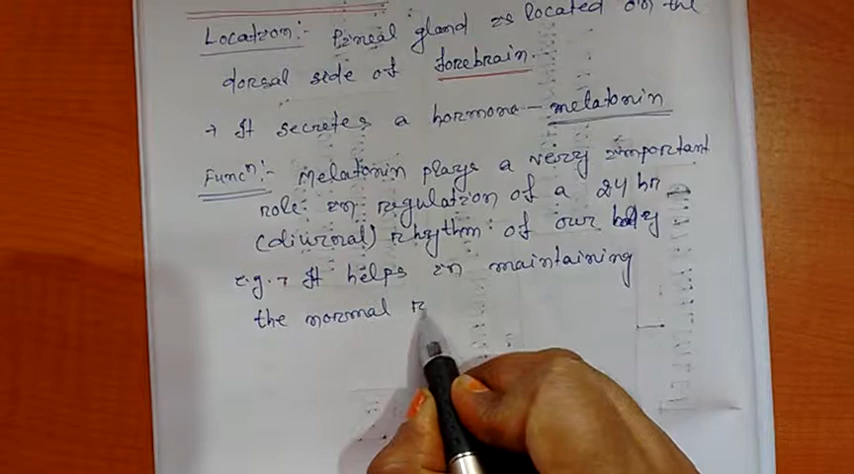 Location:- Pineal gland is located on the
dorsal side of forebrain.
→ It secretes a hormone - melatonin
Funcⁿ:- Melatonin plays a very important
role in regulation of a 24 hr
(diurnal) rhythm of our body
e.g. → It helps in maintaining
the normal r